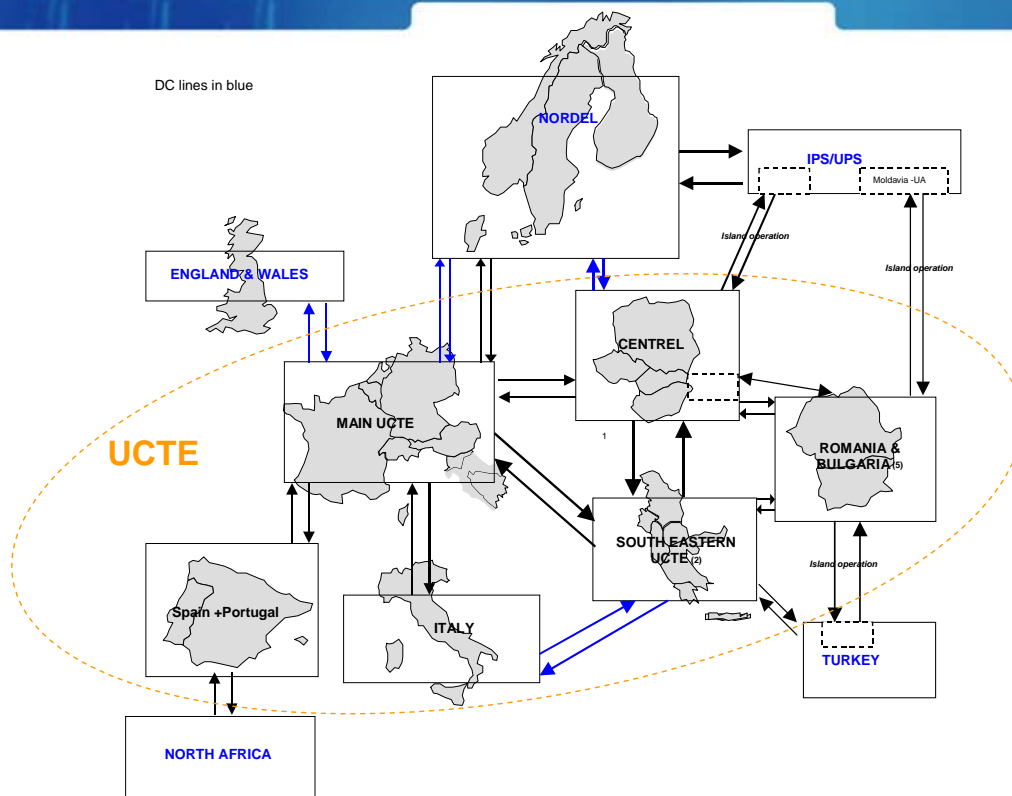 DC lines in blue
NORDEL
IPS/UPS
Moldavia -UA
Island operation
Island operation
ENGLAND & WALES
CENTREL
MAIN UCTE
1
UCTE
ROMANIA &
BULGARIA (5)
SOUTH EASTERN
UCTE (2)
Island operation
Spain +Portugal
ITALY
TURKEY
NORTH AFRICA